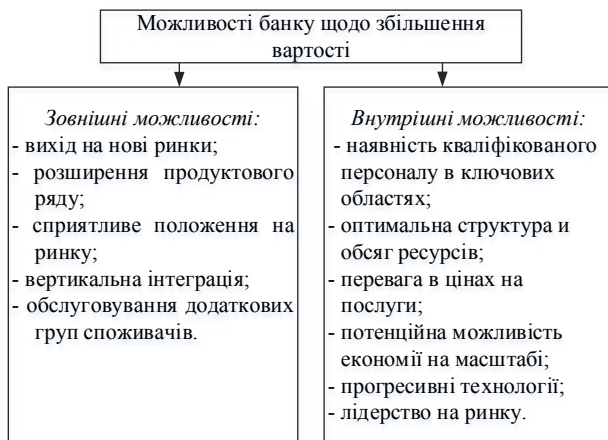 Можливості банку щодо збільшення
вартості
Зовнішні можливості:
- вихід на нові ринки;
- розширення продуктового
ряду;
- сприятливе положення на
ринку;
- вертикальна інтеграція;
- обслуговування додаткових
груп споживачів.
Внутрішні можливості:
- наявність кваліфікованого
персоналу в ключових
областях;
- оптимальна структура и
обсяг ресурсів;
- перевага в цінах на
послуги;
- потенційна можливість
економії на масштабі;
- прогресивні технології;
- лідерство на ринку.